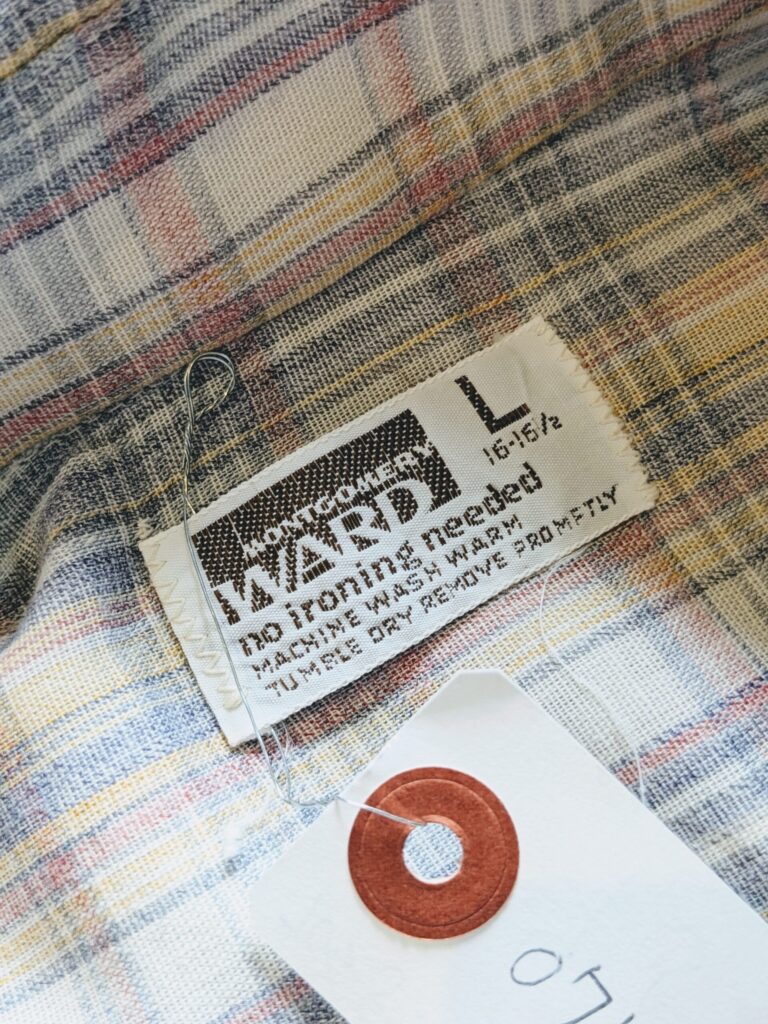 MONTGOMERY
WARD
L
16-16½
no ironing needed
MACHINE WASH WARM
TUMBLE DRY REMOVE PROMPTLY